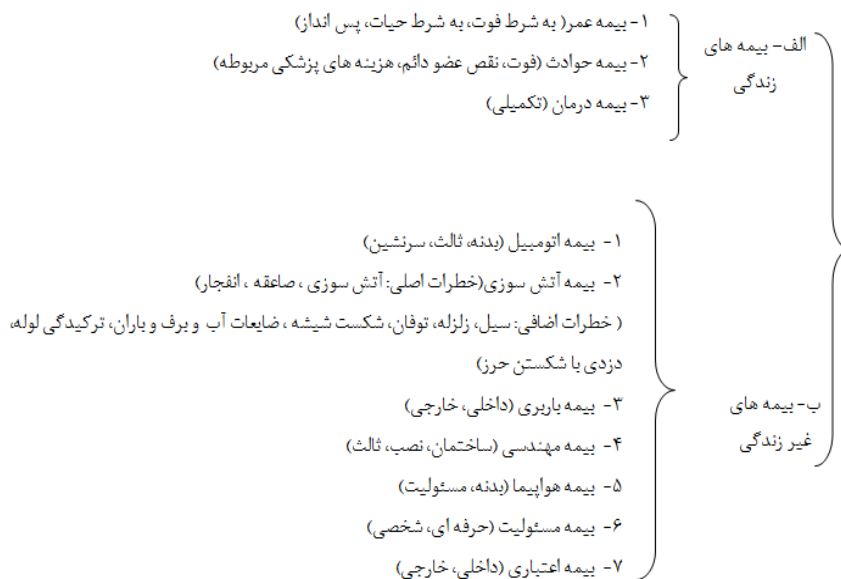 الف- بیمه های
زندگی
۱- بیمه عمر( به شرط فوت، به شرط حیات، پس انداز)
۲- بیمه حوادث (فوت، نقص عضو دائم، هزینه های پزشکی مربوطه)
۳- بیمه درمان (تکمیلی)
ب- بیمه های
غیر زندگی
۱- بیمه اتومبیل (بدنه، ثالث، سرنشین)
۲- بیمه آتش سوزی(خطرات اصلی: آتش سوزی ، صاعقه ، انفجار)
( خطرات اضافی: سیل، زلزله، توفان، شکست شیشه ، ضایعات آب و برف و باران، ترکیدگی لوله،
دزدی با شکستن حرز)
۳- بیمه باربری (داخلی، خارجی)
۴- بیمه مهندسی (ساختمان، نصب، ثالث)
۵- بیمه هواپیما (بدنه، مسئولیت)
۶- بیمه مسئولیت (حرفه ای، شخصی)
۷- بیمه اعتباری (داخلی، خارجی)